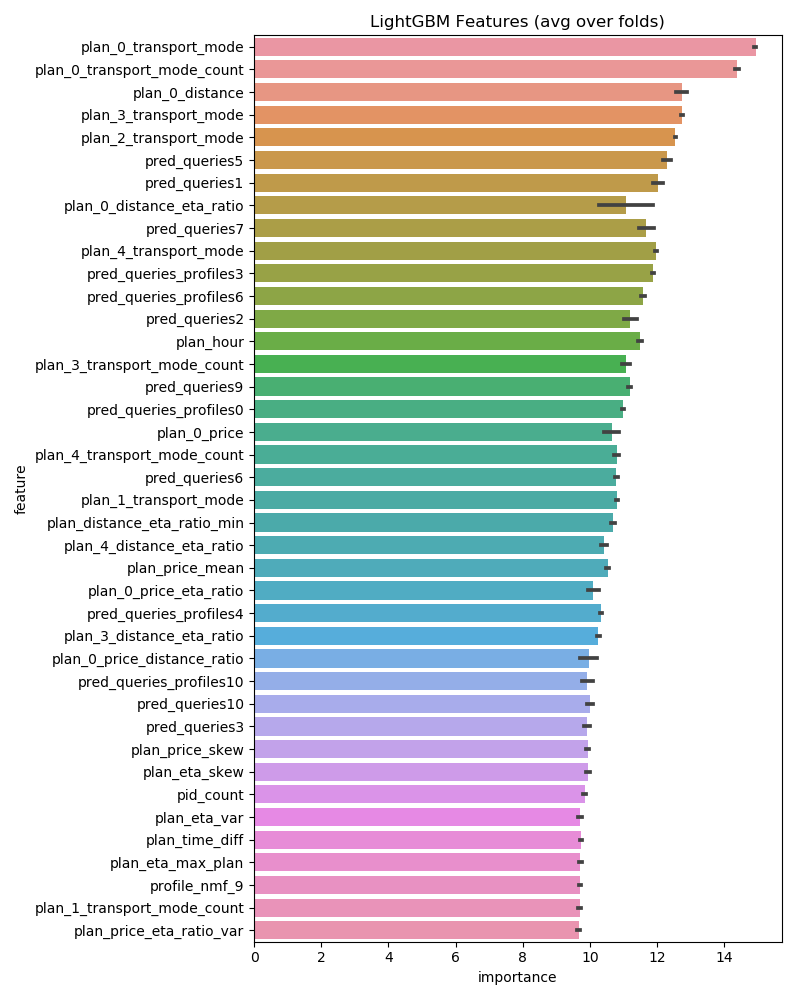 LightGBM Features (avg over folds)
plan_0_transport_mode
plan_0_transport_mode_count
plan_0_distance
plan_3_transport_mode
plan_2_transport_mode
pred_queries5
pred_queries1
plan_0_distance_eta_ratio
pred_queries7
plan_4_transport_mode
pred_queries_profiles3
pred_queries_profiles6
pred_queries2
plan_hour
plan_3_transport_mode_count
pred_queries9
pred_queries_profiles0
plan_0_price
plan_4_transport_mode_count
pred_queries6
plan_1_transport_mode
plan_distance_eta_ratio_min
plan_4_distance_eta_ratio
plan_price_mean
plan_0_price_eta_ratio
pred_queries_profiles4
plan_3_distance_eta_ratio
plan_0_price_distance_ratio
pred_queries_profiles10
pred_queries10
pred_queries3
plan_price_skew
plan_eta_skew
pid_count
plan_eta_var
plan_time_diff
plan_eta_max_plan
profile_nmf_9
plan_1_transport_mode_count
plan_price_eta_ratio_var
feature
0 2 4 6 8 10 12 14
importance